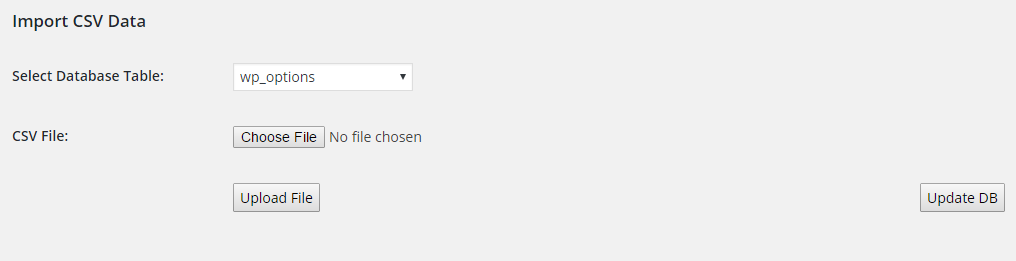 Import CSV Data
Select Database Table: wp_options
CSV File: Choose File No file chosen
Upload File Update DB